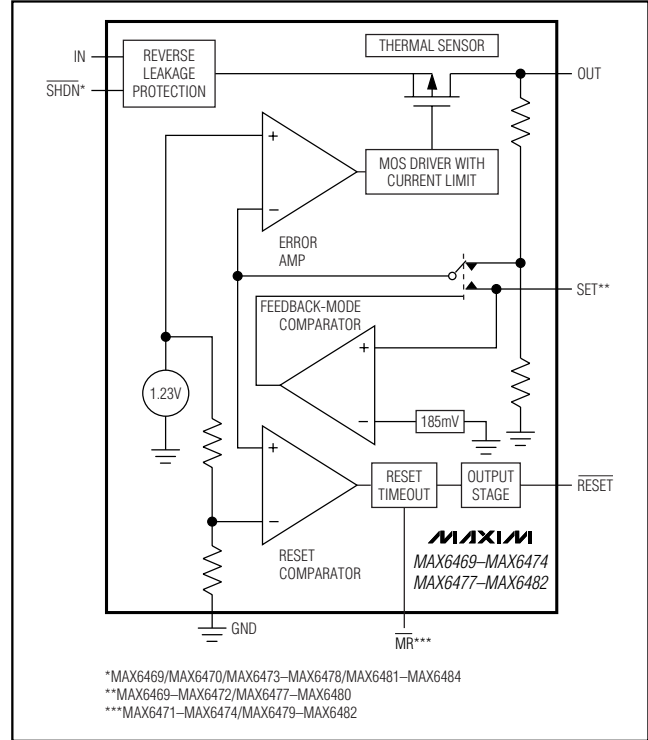 THERMAL SENSOR
IN
REVERSE
LEAKAGE
PROTECTION
OUT
SHDN*
+
MOS DRIVER WITH
CURRENT LIMIT
−
ERROR
AMP
SET**
FEEDBACK-MODE
COMPARATOR
+
1.23V
−
185mV
+
RESET
TIMEOUT
OUTPUT
STAGE
RESET
−
MAXIM
RESET
COMPARATOR
MAX6469–MAX6474
MAX6477–MAX6482
GND
MR***
*MAX6469/MAX6470/MAX6473–MAX6478/MAX6481–MAX6484
**MAX6469–MAX6472/MAX6477–MAX6480
***MAX6471–MAX6474/MAX6479–MAX6482